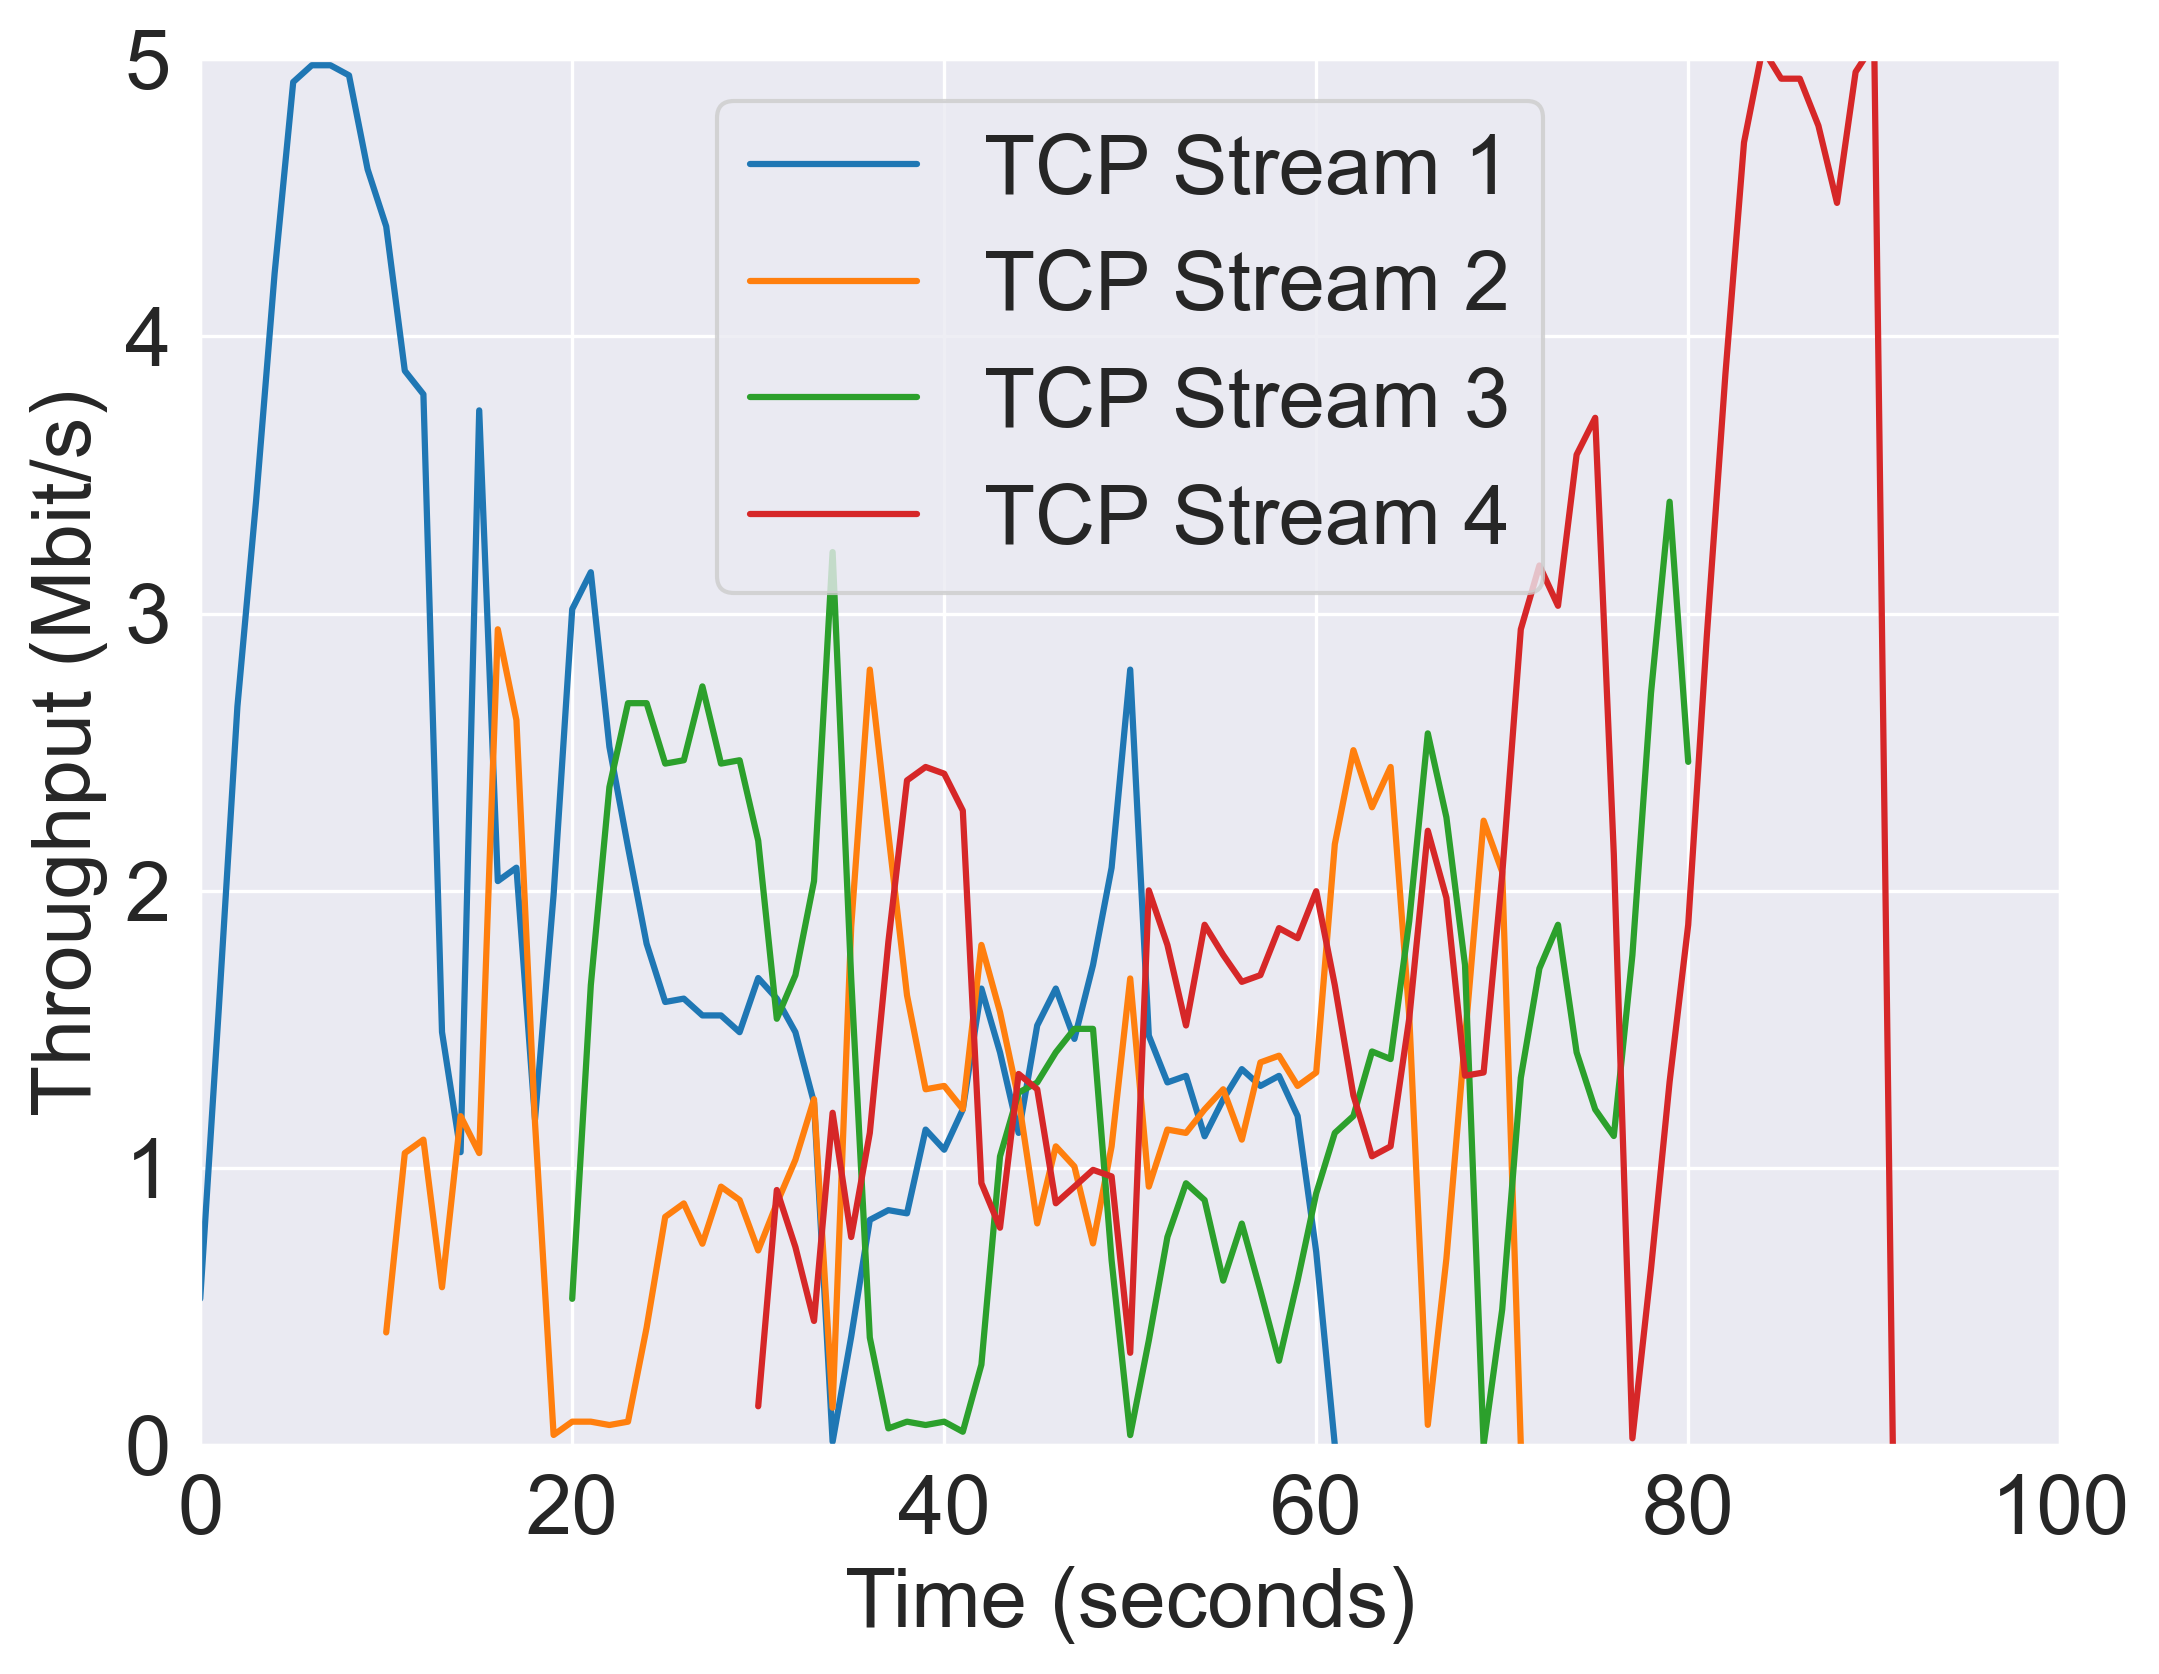 5
4
3
2
1
0
Throughput (Mbit/s)
TCP Stream 1
TCP Stream 2
TCP Stream 3
TCP Stream 4
0 20 40 60 80 100
Time (seconds)